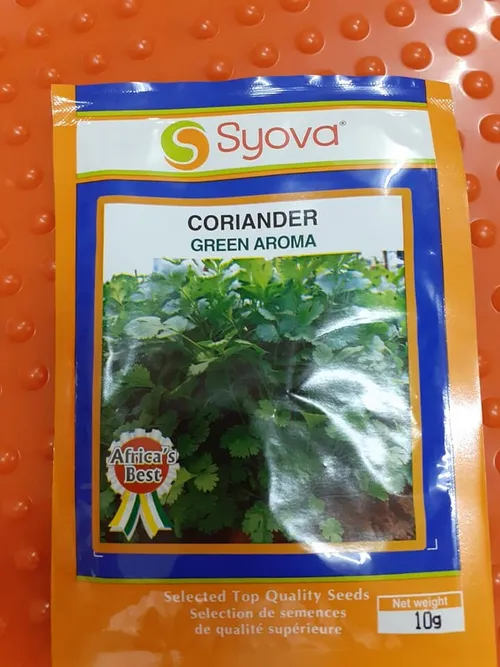 Syova®
CORIANDER
GREEN AROMA
Africa's
Best
Selected Top Quality Seeds
Selection de semences
de qualité supérieure
Net weight
10g